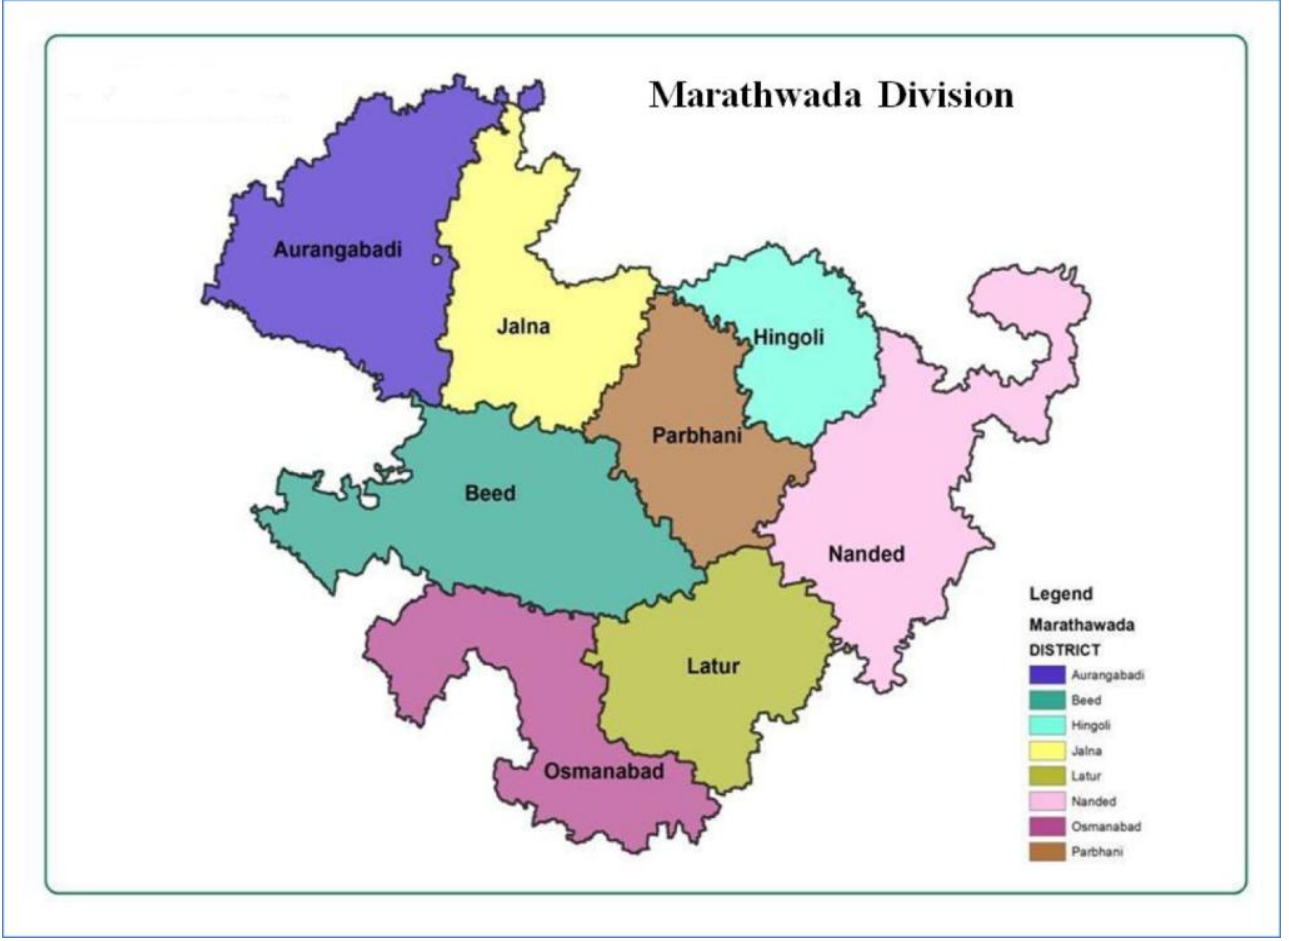 Marathwada Division
Aurangabadi
Jalna
Hingoli
Parbhani
Beed
Nanded
Latur
Osmanabad
Legend
Marathawada
DISTRICT
Aurangabadi
Beed
Hingoli
Jalna
Latur
Nanded
Osmanabad
Parbhani